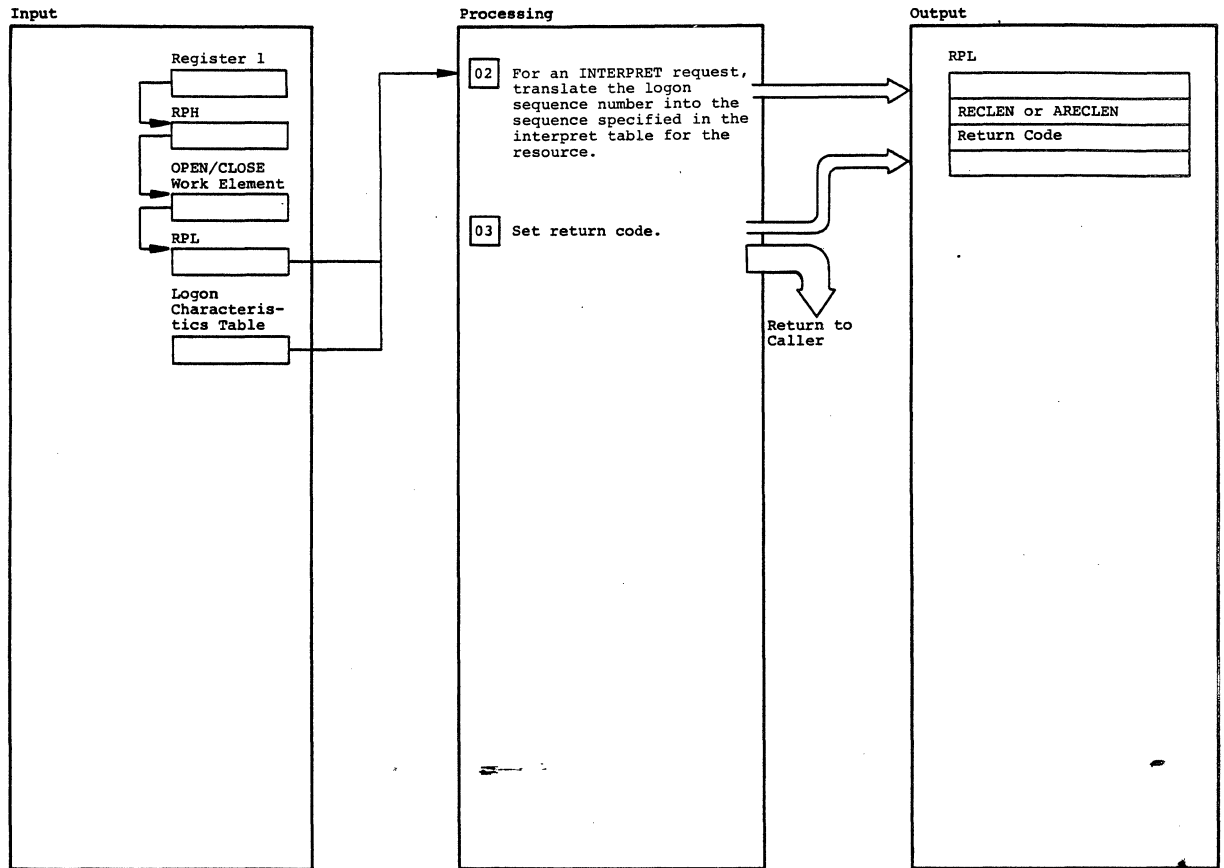 Input
Register 1
RPH
OPEN/CLOSE
Work Element
RPL
Logon
Characteris-
tics Table
Processing
02 For an INTERPRET request,
translate the logon
sequence number into the
sequence specified in the
interpret table for the
resource.
03 Set return code.
Return to
Caller
Output
RPL
RECLEN or ARECLEN
Return Code